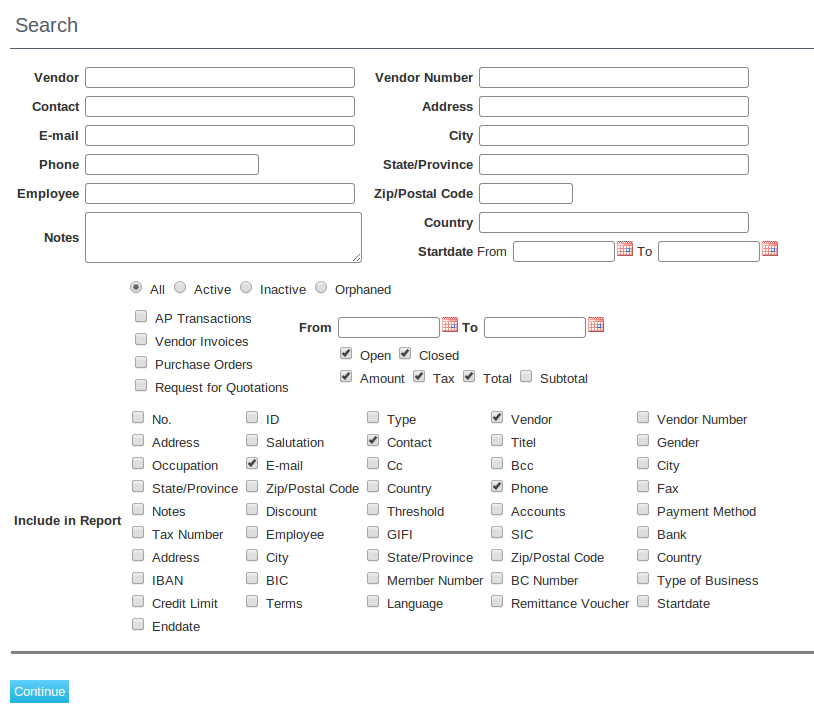 Search
Vendor Vendor Number
Contact Address
E-mail City
Phone State/Province
Employee Zip/Postal Code
Notes Country
Startdate From To
All Active Inactive Orphaned
AP Transactions
Vendor Invoices From To
Purchase Orders Open Closed
Request for Quotations Amount Tax Total Subtotal
No. ID Type Vendor Vendor Number
Address Salutation Contact Titel Gender
Occupation E-mail Cc Bcc City
State/Province Zip/Postal Code Country Phone Fax
Notes Discount Threshold Accounts Payment Method
Include in Report
Tax Number Employee GIFI SIC Bank
Address City State/Province Zip/Postal Code Country
IBAN BIC Member Number BC Number Type of Business
Credit Limit Terms Language Remittance Voucher Startdate
Enddate
Continue